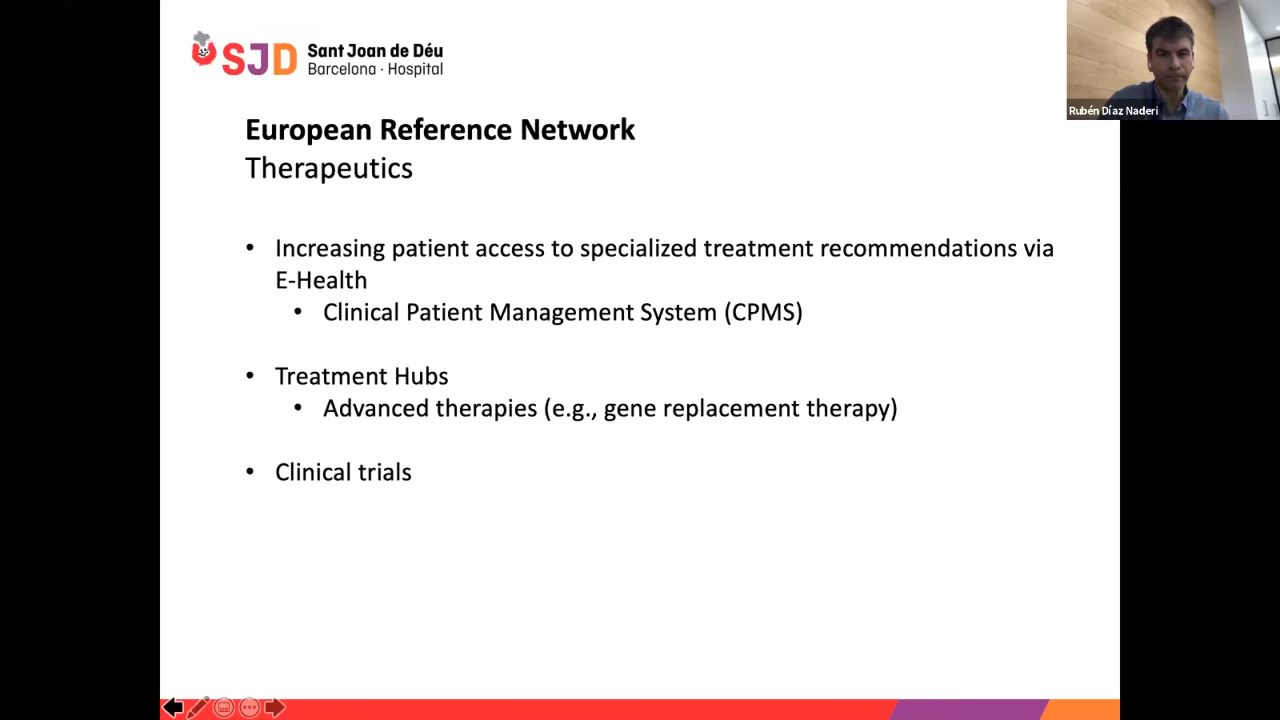 SJD
Sant Joan de Déu
Barcelona · Hospital
Rubén Díaz Naderi
European Reference Network
Therapeutics
• Increasing patient access to specialized treatment recommendations via
E-Health
• Clinical Patient Management System (CPMS)
• Treatment Hubs
• Advanced therapies (e.g., gene replacement therapy)
• Clinical trials